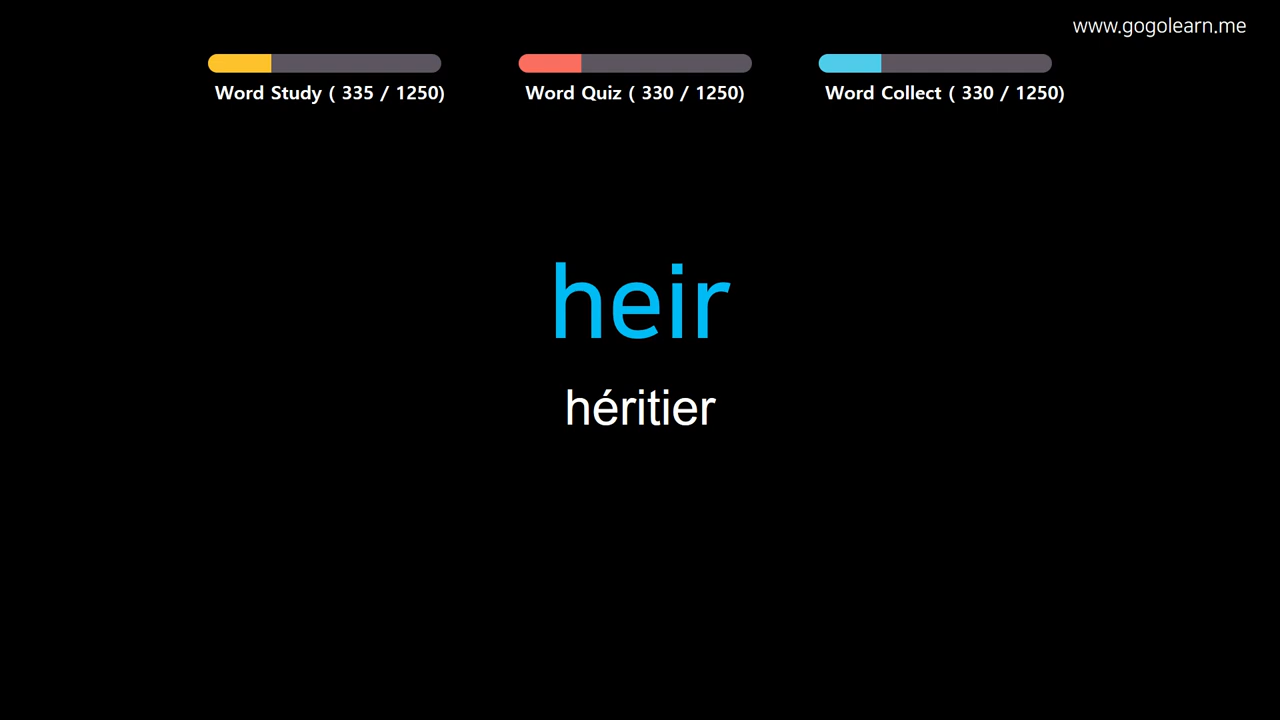 www.gogolearn.me
Word Study ( 335 / 1250)
Word Quiz ( 330 / 1250)
Word Collect ( 330 / 1250)
heir
héritier